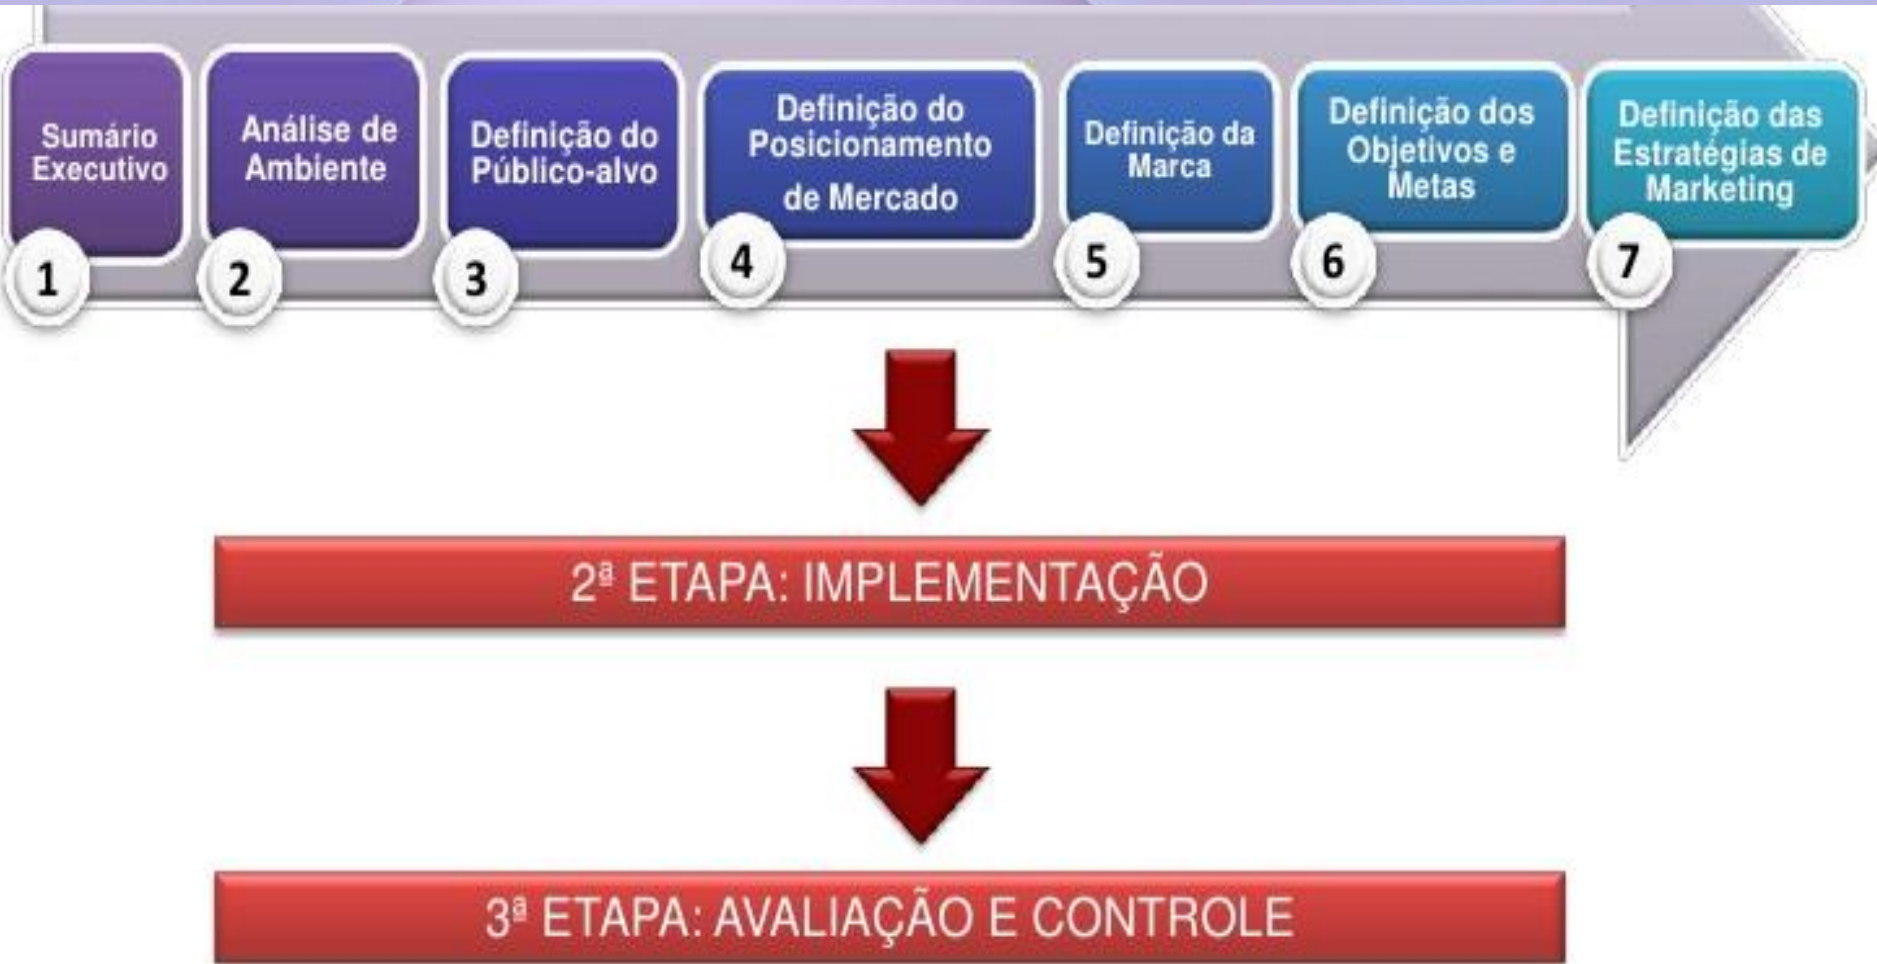 Sumário
Executivo
1
Análise de
Ambiente
2
Definição do
Público-alvo
3
Definição do
Posicionamento
de Mercado
4
Definição da
Marca
5
Definição dos
Objetivos e
Metas
6
Definição das
Estratégias de
Marketing
7
2ª ETAPA: IMPLEMENTAÇÃO
3ª ETAPA: AVALIAÇÃO E CONTROLE